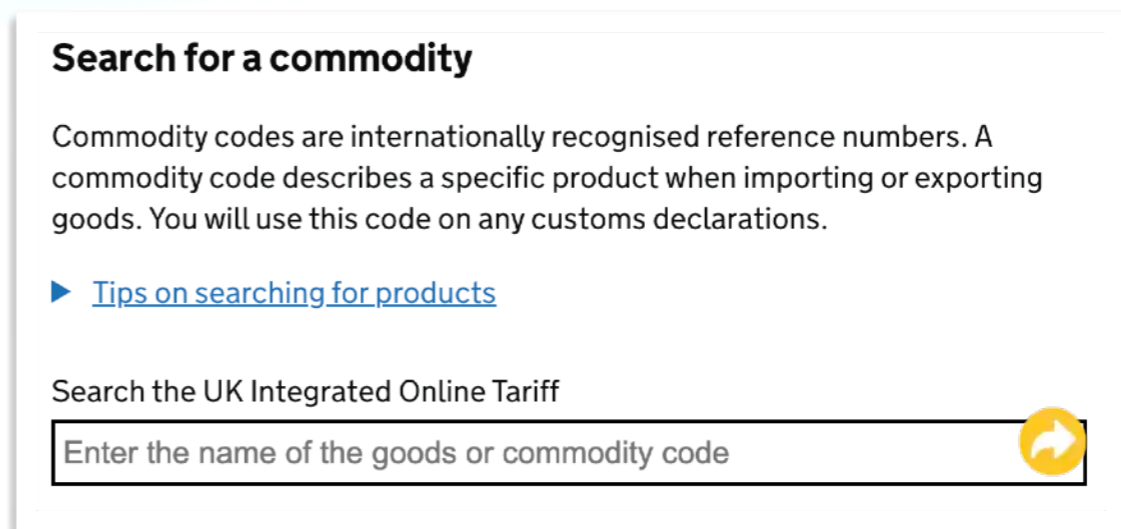 Search for a commodity
Commodity codes are internationally recognised reference numbers. A
commodity code describes a specific product when importing or exporting
goods. You will use this code on any customs declarations.
Tips on searching for products
Search the UK Integrated Online Tariff
Enter the name of the goods or commodity code